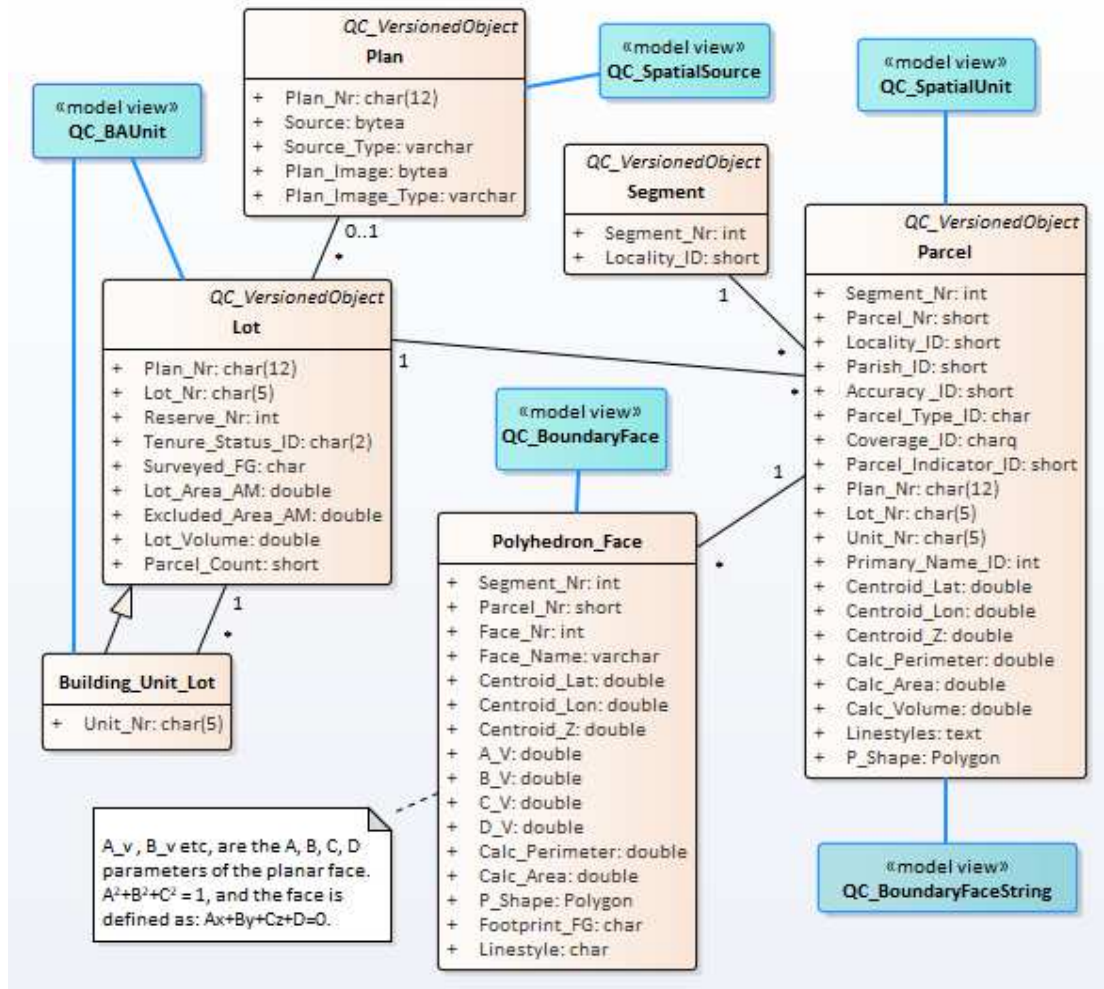 QC_VersionedObject
Plan
+ Plan_Nr: char(12)
+ Source: bytea
+ Source_Type: varchar
+ Plan_Image: bytea
+ Plan_Image_Type: varchar
«model view»
QC_SpatialSource
«model view»
QC_SpatialUnit
«model view»
QC_BAUnit
QC_VersionedObject
Segment
+ Segment_Nr: int
+ Locality_ID: short
0..1
*
1
*
QC_VersionedObject
Lot
+ Plan_Nr: char(12)
+ Lot_Nr: char(5)
+ Reserve_Nr: int
+ Tenure_Status_ID: char(2)
+ Surveyed_FG: char
+ Lot_Area_AM: double
+ Excluded_Area_AM: double
+ Lot_Volume: double
+ Parcel_Count: short
1
*
QC_VersionedObject
Parcel
+ Segment_Nr: int
+ Parcel_Nr: short
+ Locality_ID: short
+ Parish_ID: short
+ Accuracy_ID: short
+ Parcel_Type_ID: char
+ Coverage_ID: charq
+ Parcel_Indicator_ID: short
+ Plan_Nr: char(12)
+ Lot_Nr: char(5)
+ Unit_Nr: char(5)
+ Primary_Name_ID: int
+ Centroid_Lat: double
+ Centroid_Lon: double
+ Centroid_Z: double
+ Calc_Perimeter: double
+ Calc_Area: double
+ Calc_Volume: double
+ Linestyles: text
+ P_Shape: Polygon
«model view»
QC_BoundaryFace
1
*
Polyhedron_Face
+ Segment_Nr: int
+ Parcel_Nr: short
+ Face_Nr: int
+ Face_Name: varchar
+ Centroid_Lat: double
+ Centroid_Lon: double
+ Centroid_Z: double
+ A_V: double
+ B_V: double
+ C_V: double
+ D_V: double
+ Calc_Perimeter: double
+ Calc_Area: double
+ P_Shape: Polygon
+ Footprint_FG: char
+ Linestyle: char
1
*
Building_Unit_Lot
+ Unit_Nr: char(5)
A_v , B_v etc, are the A, B, C, D
parameters of the planar face.
A²+B²+C² = 1, and the face is
defined as: Ax+By+Cz+D=0.
«model view»
QC_BoundaryFaceString